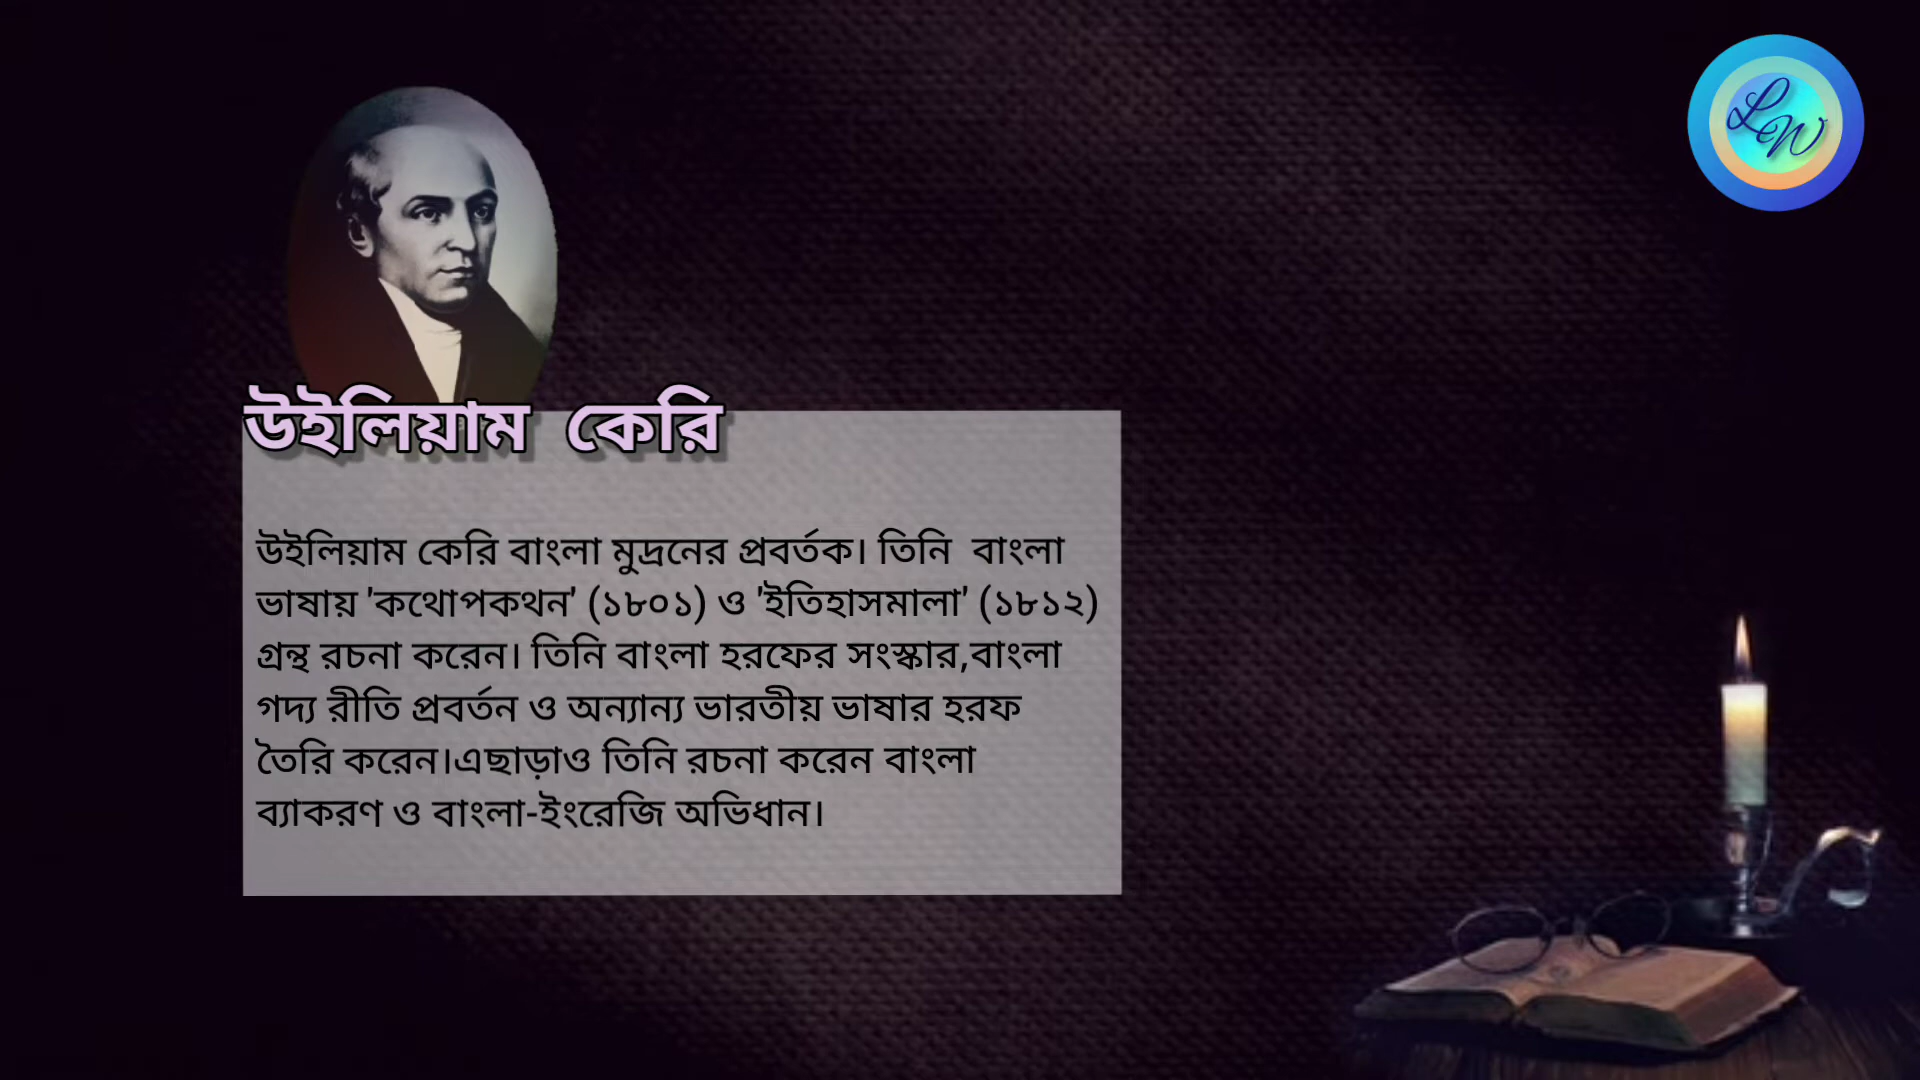 LW
উইলিয়াম কেরি
উইলিয়াম কেরি বাংলা মুদ্রনের প্রবর্তক। তিনি বাংলা
ভাষায় 'কথোপকথন' (১৮০১) ও 'ইতিহাসমালা' (১৮১২)
গ্রন্থ রচনা করেন। তিনি বাংলা হরফের সংস্কার,বাংলা
গদ্য রীতি প্রবর্তন ও অন্যান্য ভারতীয় ভাষার হরফ
তৈরি করেন।এছাড়াও তিনি রচনা করেন বাংলা
ব্যাকরণ ও বাংলা-ইংরেজি অভিধান।